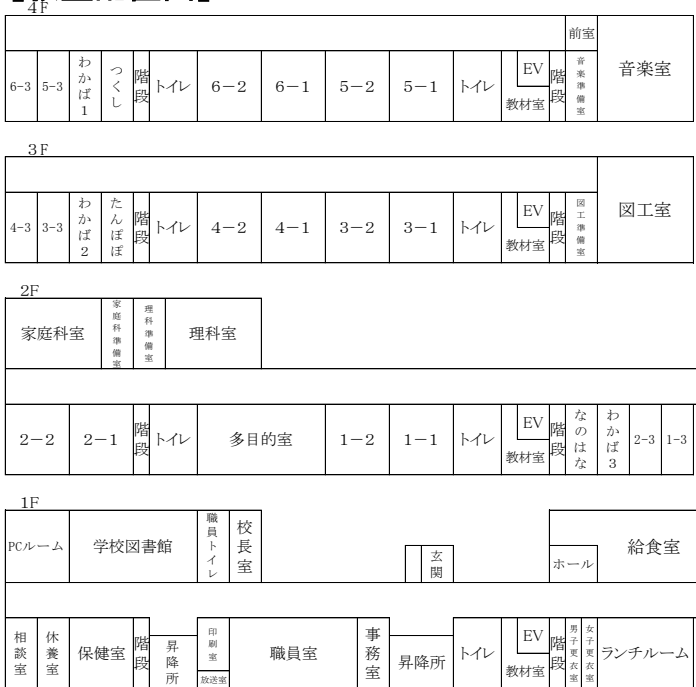 4F
前室
6-3 5-3 わかば1 つくし 階段 トイレ 6-2 6-1 5-2 5-1 トイレ EV 教材室 階段 音楽準備室 音楽室
3F
4-3 3-3 わかば2 たんぽぽ 階段 トイレ 4-2 4-1 3-2 3-1 トイレ EV 教材室 階段 図工準備室 図工室
2F
家庭科室 家庭科準備室 理科準備室 理科室
2-2 2-1 階段 トイレ 多目的室 1-2 1-1 トイレ EV 教材室 階段 なのはな わかば3 2-3 1-3
1F
PCルーム 学校図書館 職員トイレ 校長室 玄関 ホール 給食室
相談室 休養室 保健室 階段 昇降所 印刷室 放送室 職員室 事務室 昇降所 トイレ EV 教材室 階段 男子更衣室 女子更衣室 ランチルーム